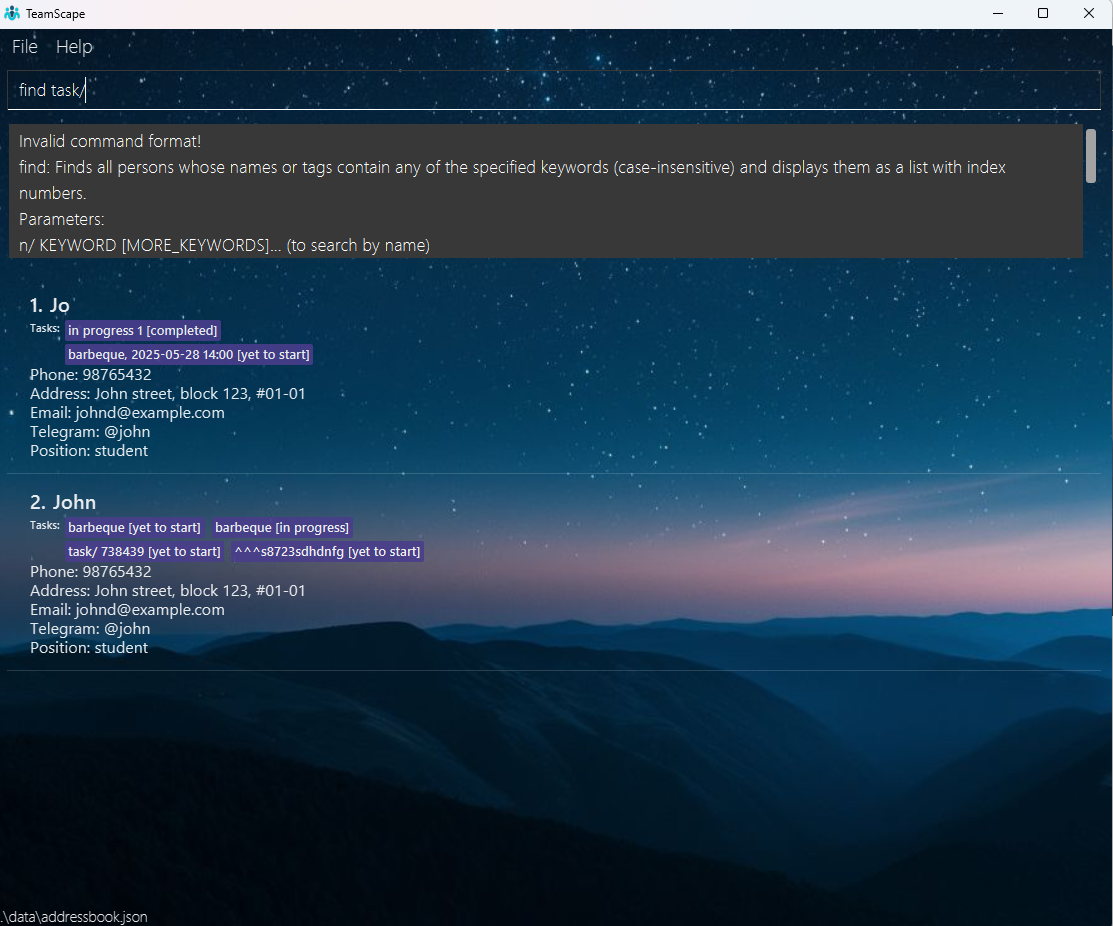 TeamScape
File Help
find task/
Invalid command format!
find: Finds all persons whose names or tags contain any of the specified keywords (case-insensitive) and displays them as a list with index
numbers.
Parameters:
n/ KEYWORD [MORE_KEYWORDS]... (to search by name)
1. Jo
Tasks: in progress 1 [completed]
barbeque, 2025-05-28 14:00 [yet to start]
Phone: 98765432
Address: John street, block 123, #01-01
Email: johnd@example.com
Telegram: @john
Position: student
2. John
Tasks: barbeque [yet to start] barbeque [in progress]
task/ 738439 [yet to start] ^^^s8723sdhdnfg [yet to start]
Phone: 98765432
Address: John street, block 123, #01-01
Email: johnd@example.com
Telegram: @john
Position: student
.\data\addressbook.json